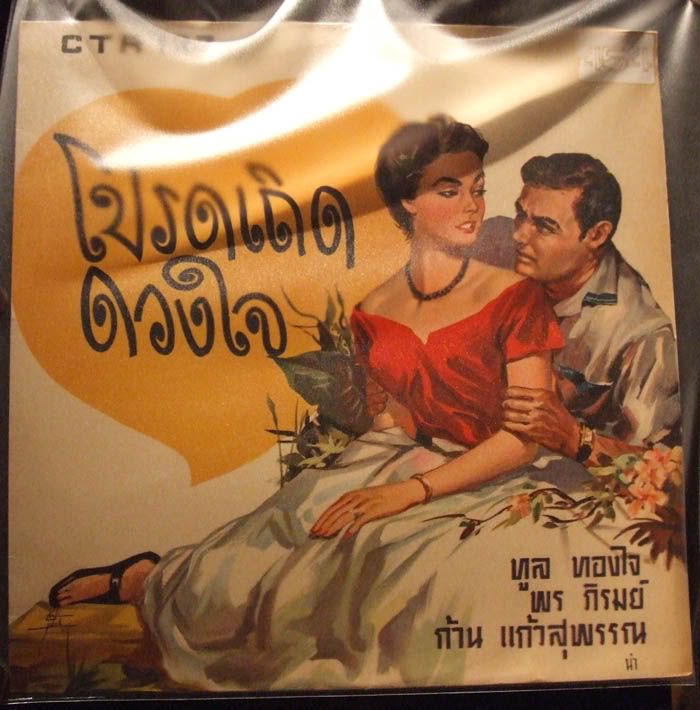 โปรดเถิด
ดวงใจ
ทูล ทองใจ
พร ภิรมย์
ก้าน แก้วสุพรรณ
นำ